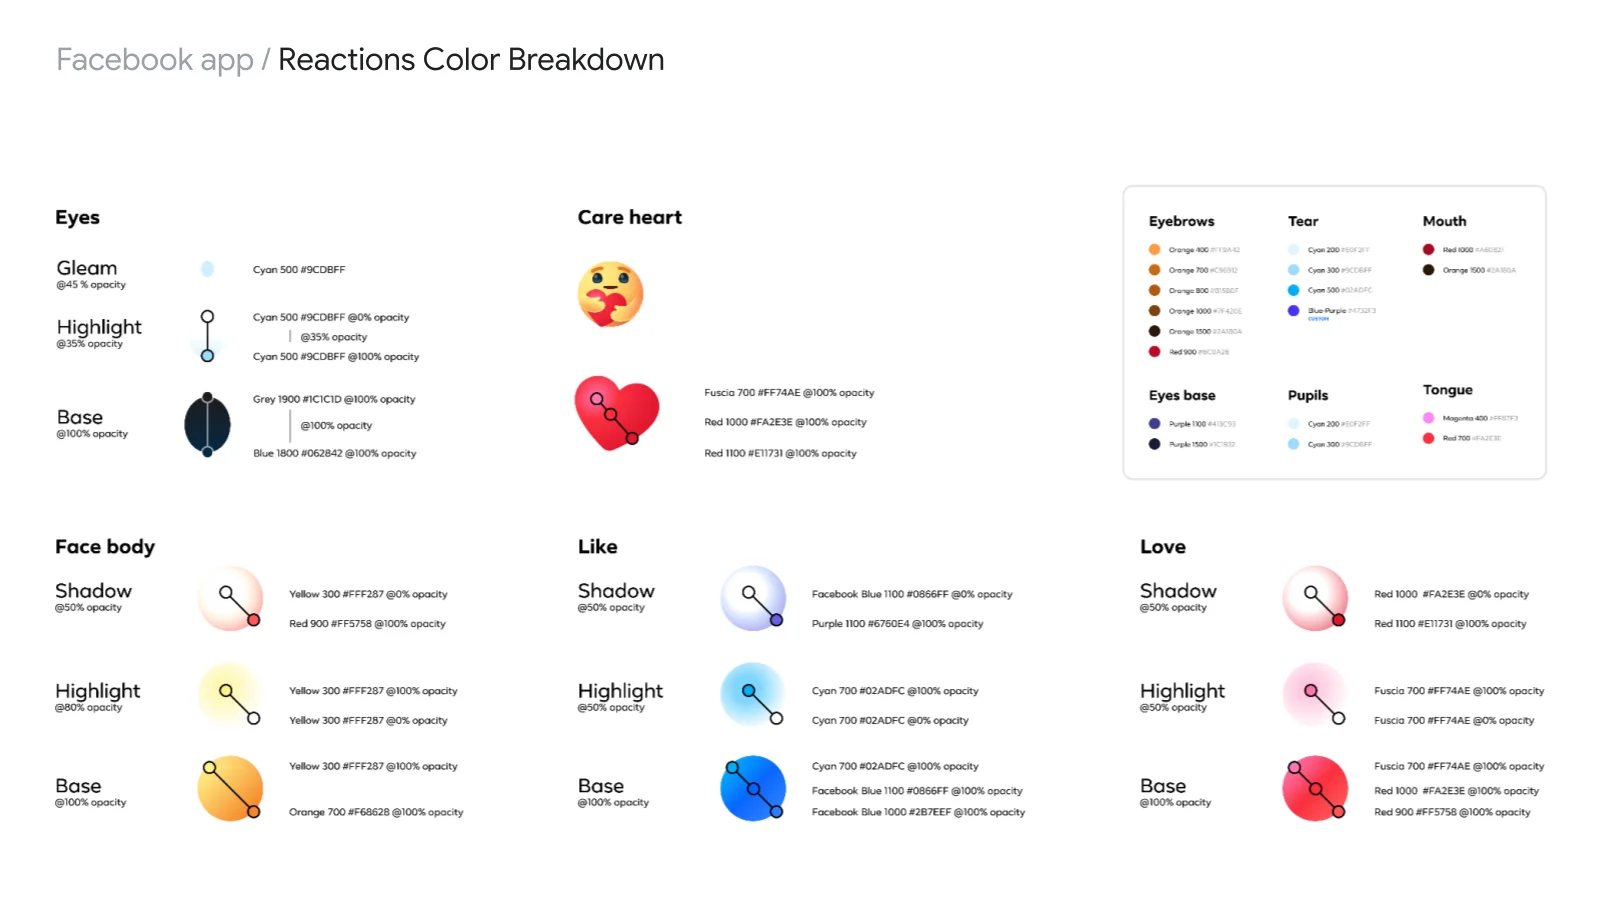 Facebook app / Reactions Color Breakdown
Eyes
Gleam
@45 % opacity
Cyan 500 #9CDBFF
Highlight
@35% opacity
Cyan 500 #9CDBFF @0% opacity
@35% opacity
Cyan 500 #9CDBFF @100% opacity
Base
@100% opacity
Grey 1900 #1C1C1D @100% opacity
@100% opacity
Blue 1800 #062842 @100% opacity
Care heart
Fuscia 700 #FF74AE @100% opacity
Red 1000 #FA2E3E @100% opacity
Red 1100 #E11731 @100% opacity
Eyebrows
Orange 400
Orange 700
Orange 800
Orange 1000
Orange 1500 #2A180A
Red 900
Tear
Cyan 200 #E0F2FF
Cyan 300 #9CDBFF
Cyan 500 #02ADFC
Blue-Purple #4732F3
CUSTOM
Mouth
Red 1000
Orange 1500 #2A180A
Eyes base
Purple 1100
Purple 1500
Pupils
Cyan 200 #E0F2FF
Cyan 300 #9CDBFF
Tongue
Magenta 400
Red 700 #FA2E3E
Face body
Shadow
@50% opacity
Yellow 300 #FFF287 @0% opacity
Red 900 #FF5758 @100% opacity
Highlight
@80% opacity
Yellow 300 #FFF287 @100% opacity
Yellow 300 #FFF287 @0% opacity
Base
@100% opacity
Yellow 300 #FFF287 @100% opacity
Orange 700 #F68628 @100% opacity
Like
Shadow
@50% opacity
Facebook Blue 1100 #0866FF @0% opacity
Purple 1100 #6760E4 @100% opacity
Highlight
@50% opacity
Cyan 700 #02ADFC @100% opacity
Cyan 700 #02ADFC @0% opacity
Base
@100% opacity
Cyan 700 #02ADFC @100% opacity
Facebook Blue 1100 #0866FF @100% opacity
Facebook Blue 1000 #2B7EEF @100% opacity
Love
Shadow
@50% opacity
Red 1000 #FA2E3E @0% opacity
Red 1100 #E11731 @100% opacity
Highlight
@50% opacity
Fuscia 700 #FF74AE @100% opacity
Fuscia 700 #FF74AE @0% opacity
Base
@100% opacity
Fuscia 700 #FF74AE @100% opacity
Red 1000 #FA2E3E @100% opacity
Red 900 #FF5758 @100% opacity